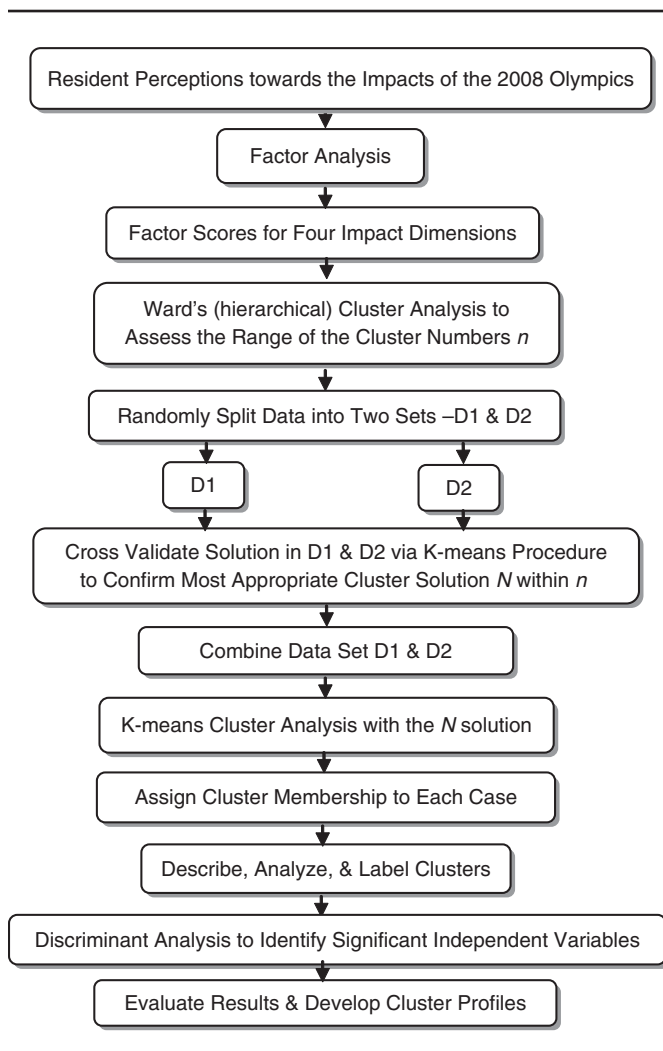 Resident Perceptions towards the Impacts of the 2008 Olympics
Factor Analysis
Factor Scores for Four Impact Dimensions
Ward's (hierarchical) Cluster Analysis to
Assess the Range of the Cluster Numbers n
Randomly Split Data into Two Sets –D1 & D2
D1
D2
Cross Validate Solution in D1 & D2 via K-means Procedure
to Confirm Most Appropriate Cluster Solution N within n
Combine Data Set D1 & D2
K-means Cluster Analysis with the N solution
Assign Cluster Membership to Each Case
Describe, Analyze, & Label Clusters
Discriminant Analysis to Identify Significant Independent Variables
Evaluate Results & Develop Cluster Profiles